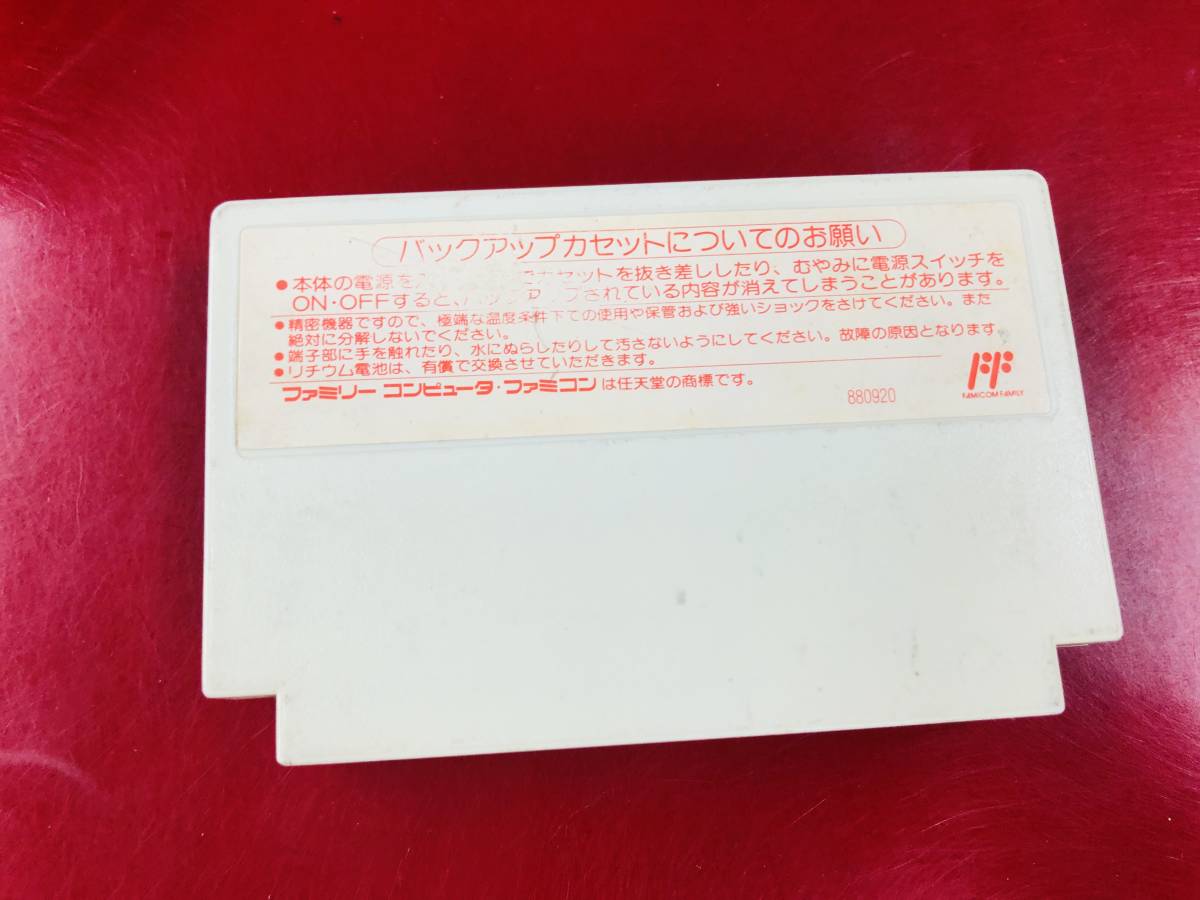 バックアップカセットについてのお願い
●本体の電源を カセットを抜き差ししたり、むやみに電源スイッチを
ON・OFFすると、バックアップされている内容が消えてしまうことがあります。
●精密機器ですので、極端な温度条件下での使用や保管および強いショックをさけてください。また
絶対に分解しないでください。
●端子部に手を触れたり、水にぬらしたりして汚さないようにしてください。故障の原因となります。
●リチウム電池は、有償で交換させていただきます。
ファミリー コンピュータ・ファミコン は任天堂の商標です。
880920
FAMICOM FAMILY